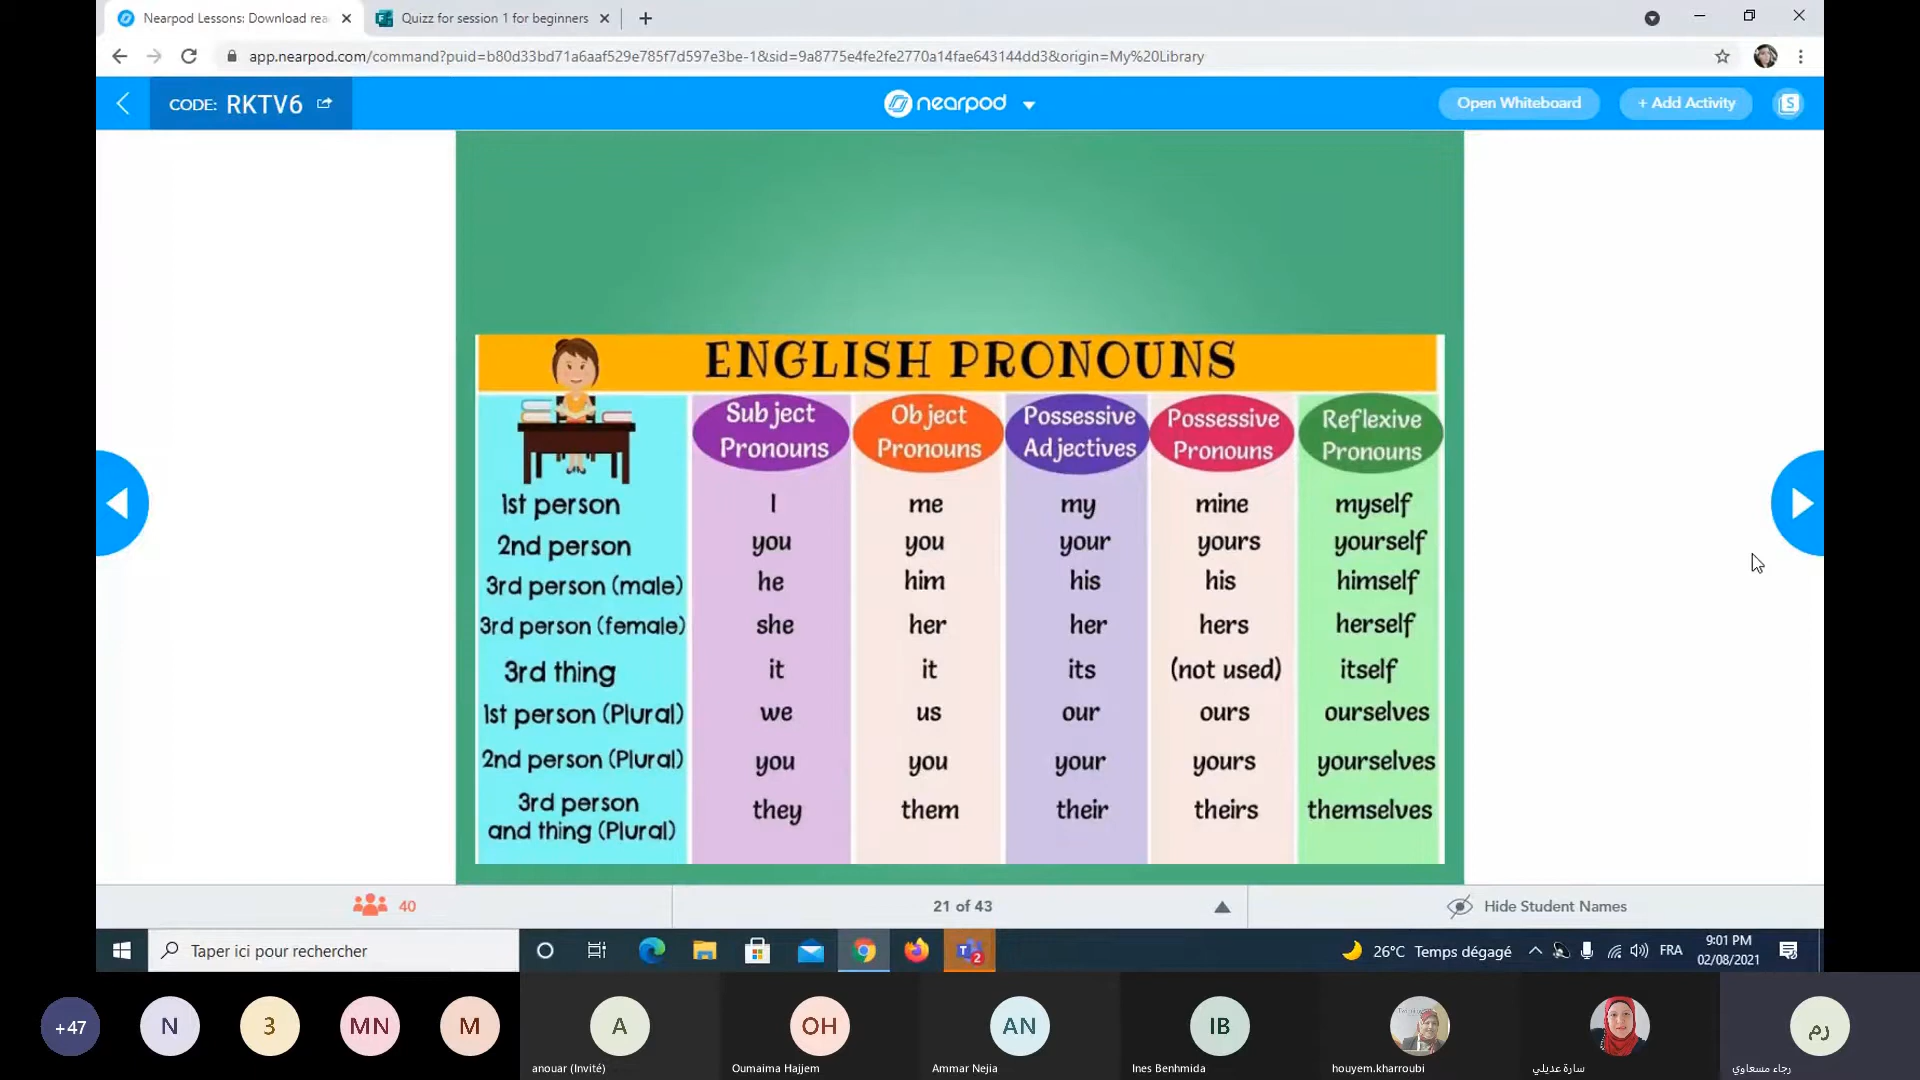 Nearpod Lessons: Download rea
Quizz for session 1 for beginners
app.nearpod.com/command?puid=b80d33bd71a6aaf529e785f7d597e3be-1&sid=9a8775e4fe2fe2770a14fae643144dd3&origin=My%20Library
CODE: RKTV6
nearpod
Open Whiteboard
+ Add Activity
S
ENGLISH PRONOUNS
Subject Pronouns
Object Pronouns
Possessive Adjectives
Possessive Pronouns
Reflexive Pronouns
1st person I me my mine myself
2nd person you you your yours yourself
3rd person (male) he him his his himself
3rd person (female) she her her hers herself
3rd thing it it its (not used) itself
1st person (Plural) we us our ours ourselves
2nd person (Plural) you you your yours yourselves
3rd person and thing (Plural) they them their theirs themselves
40
21 of 43
Hide Student Names
Taper ici pour rechercher
2
26°C Temps dégagé
FRA
9:01 PM
02/08/2021
+47
N
3
MN
M
A
OH
AN
IB
رم
anouar (Invité)
Oumaima Hajjem
Ammar Nejia
Ines Benhmida
houyem.kharroubi
سارة عديلي
رجاء مسعاوي